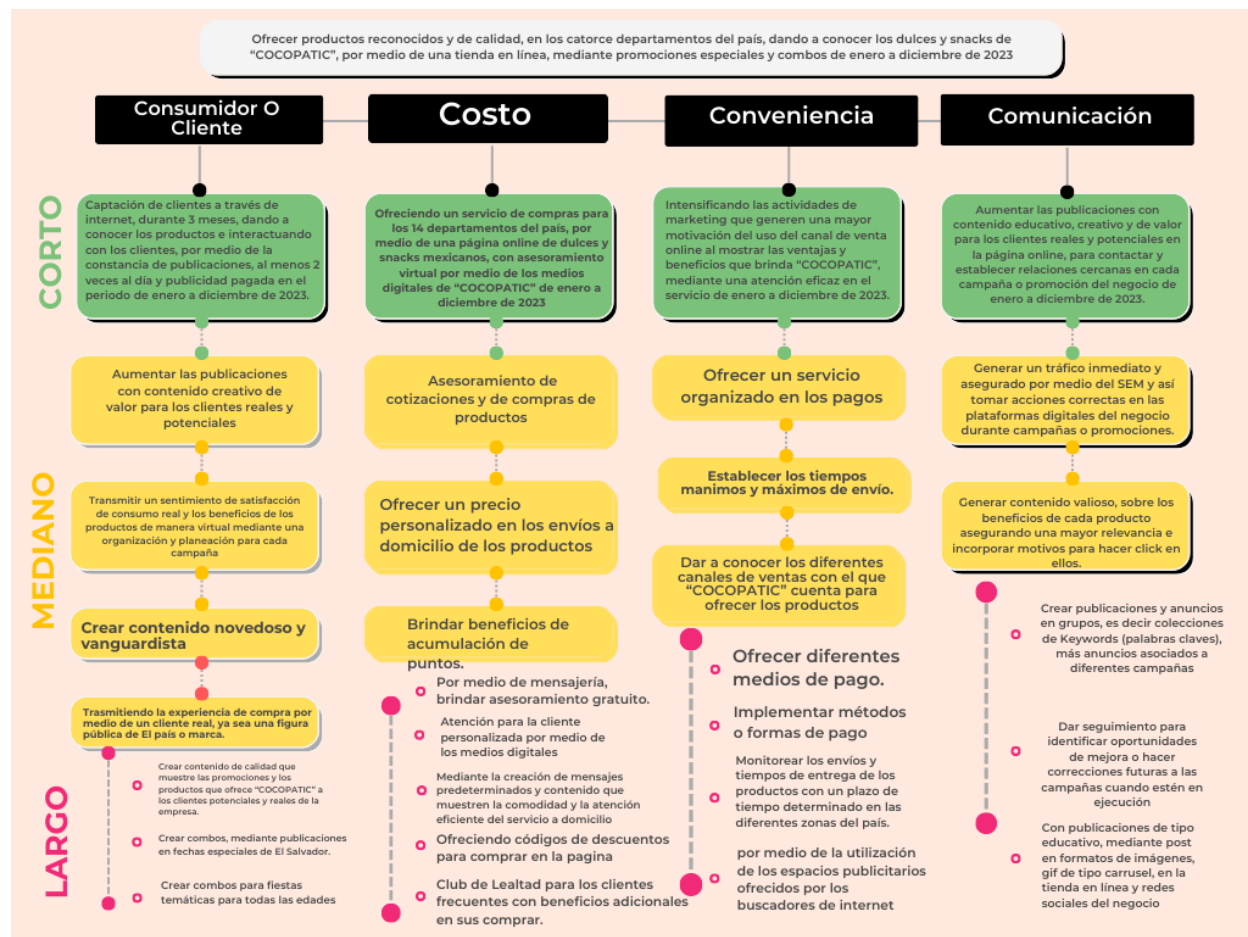 Ofrecer productos reconocidos y de calidad, en los catorce departamentos del país, dando a conocer los dulces y snacks de
“COCOPATIC”, por medio de una tienda en línea, mediante promociones especiales y combos de enero a diciembre de 2023
Consumidor O
Cliente
Costo
Conveniencia
Comunicación
CORTO
Captación de clientes a través de
internet, durante 3 meses, dando a
conocer los productos e interactuando
con los clientes, por medio de la
constancia de publicaciones, al menos 2
veces al día y publicidad pagada en el
periodo de enero a diciembre de 2023.
Ofreciendo un servicio de compras para
los 14 departamentos del país, por
medio de una página online de dulces y
snacks mexicanos, con asesoramiento
virtual por medio de los medios
digitales de “COCOPATIC” de enero a
diciembre de 2023
Intensificando las actividades de
marketing que generen una mayor
motivación del uso del canal de venta
online al mostrar las ventajas y
beneficios que brinda “COCOPATIC”,
mediante una atención eficaz en el
servicio de enero a diciembre de 2023.
Aumentar las publicaciones con
contenido educativo, creativo y de valor
para los clientes reales y potenciales en
la página online, para contactar y
establecer relaciones cercanas en cada
campaña o promoción del negocio de
enero a diciembre de 2023.
MEDIANO
Aumentar las publicaciones
con contenido creativo de
valor para los clientes reales y
potenciales
Transmitir un sentimiento de satisfacción
de consumo real y los beneficios de los
productos de manera virtual mediante una
organización y planeación para cada
campaña
Crear contenido novedoso y
vanguardista
Trasmitiendo la experiencia de compra por
medio de un cliente real, ya sea una figura
pública de El país o marca.
Asesoramiento de
cotizaciones y de compras de
productos
Ofrecer un precio
personalizado en los envíos a
domicilio de los productos
Brindar beneficios de
acumulación de
puntos.
Ofrecer un servicio
organizado en los pagos
Establecer los tiempos
manimos y máximos de envío.
Dar a conocer los diferentes
canales de ventas con el que
“COCOPATIC” cuenta para
ofrecer los productos
Generar un tráfico inmediato y
asegurado por medio del SEM y así
tomar acciones correctas en las
plataformas digitales del negocio
durante campañas o promociones.
Generar contenido valioso, sobre los
beneficios de cada producto
asegurando una mayor relevancia e
incorporar motivos para hacer click en
ellos.
LARGO
Crear contenido de calidad que
muestre las promociones y los
productos que ofrece “COCOPATIC” a
los clientes potenciales y reales de la
empresa.
Crear combos, mediante publicaciones
en fechas especiales de El Salvador.
Crear combos para fiestas
temáticas para todas las edades
Por medio de mensajería,
brindar asesoramiento gratuito.
Atención para la cliente
personalizada por medio de
los medios digitales
Mediante la creación de mensajes
predeterminados y contenido que
muestren la comodidad y la atención
eficiente del servicio a domicilio
Ofreciendo códigos de descuentos
para comprar en la pagina
Club de Lealtad para los clientes
frecuentes con beneficios adicionales
en sus comprar.
Ofrecer diferentes
medios de pago.
Implementar métodos
o formas de pago
Monitorear los envíos y
tiempos de entrega de los
productos con un plazo de
tiempo determinado en las
diferentes zonas del país.
por medio de la utilización
de los espacios publicitarios
ofrecidos por los
buscadores de internet
Crear publicaciones y anuncios
en grupos, es decir colecciones
de Keywords (palabras claves),
más anuncios asociados a
diferentes campañas
Dar seguimiento para
identificar oportunidades
de mejora o hacer
correcciones futuras a las
campañas cuando estén en
ejecución
Con publicaciones de tipo
educativo, mediante post
en formatos de imágenes,
gif de tipo carrusel, en la
tienda en línea y redes
sociales del negocio